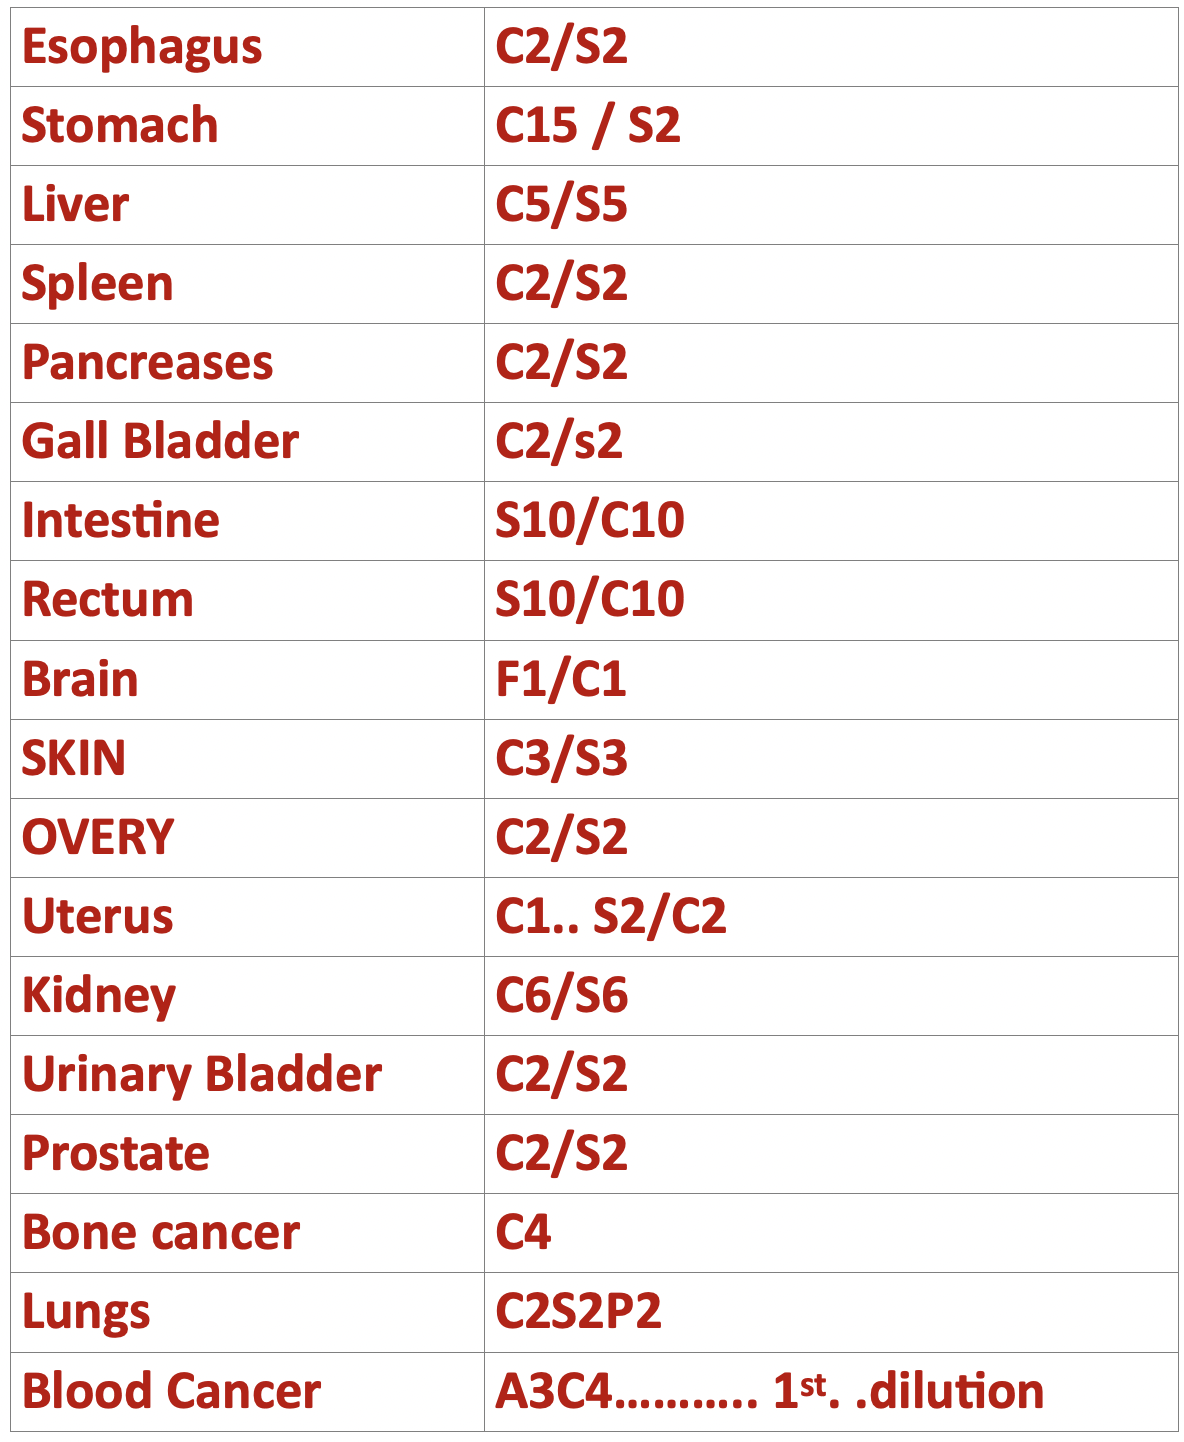 Esophagus C2/S2
Stomach C15 / S2
Liver C5/S5
Spleen C2/S2
Pancreases C2/S2
Gall Bladder C2/s2
Intestine S10/C10
Rectum S10/C10
Brain F1/C1
SKIN C3/S3
OVERY C2/S2
Uterus C1.. S2/C2
Kidney C6/S6
Urinary Bladder C2/S2
Prostate C2/S2
Bone cancer C4
Lungs C2S2P2
Blood Cancer A3C4……….. 1st. .dilution